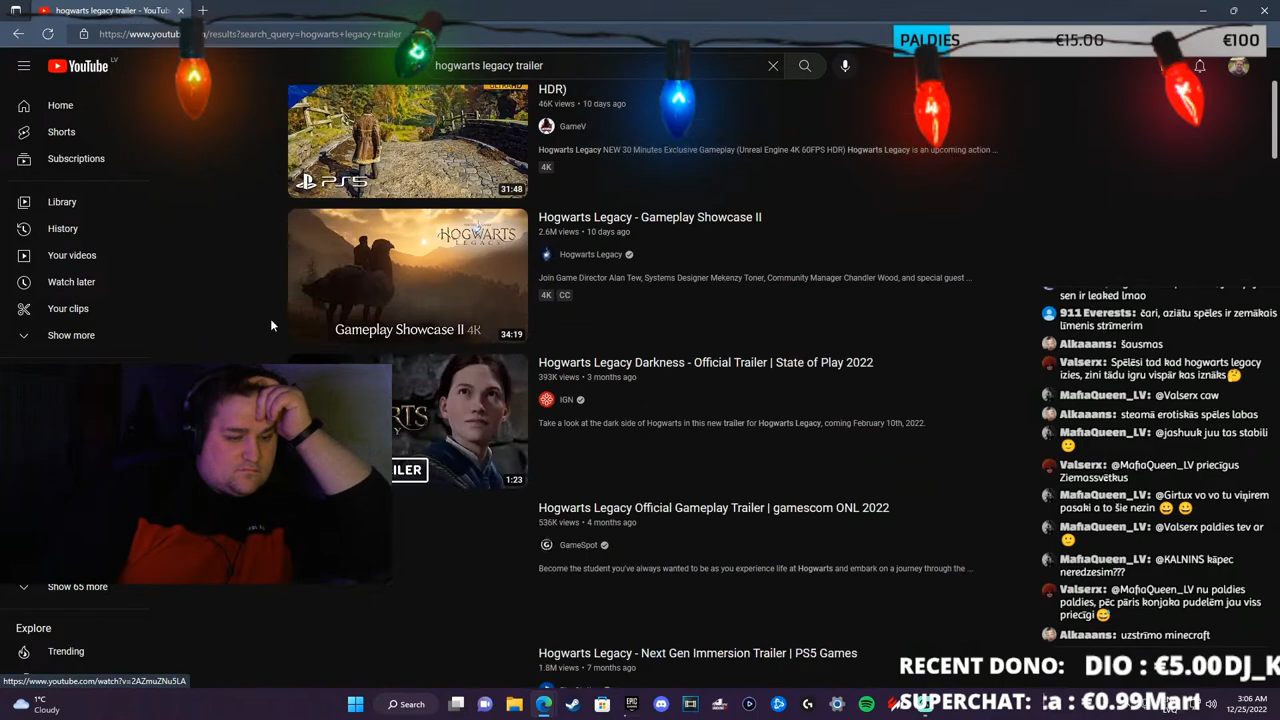 hogwarts legacy trailer - YouTub
https://www.youtub
/results?search_query=hogwarts+legacy+trailer
PALDIES
€15.00
€100
YouTube LV
hogwarts legacy trailer
Home
Shorts
Subscriptions
Library
History
Your videos
Watch later
Your clips
Show more
Show 65 more
Explore
Trending
https://www.youtube.com/watch?v=2AZmuZNu5LA
PS5
31:48
HDR)
46K views • 10 days ago
GameV
Hogwarts Legacy NEW 30 Minutes Exclusive Gameplay (Unreal Engine 4K 60FPS HDR) Hogwarts Legacy is an upcoming action ...
4K
HOGWARTS
LEGACY
Gameplay Showcase II 4K
34:19
Hogwarts Legacy - Gameplay Showcase II
2.6M views • 10 days ago
Hogwarts Legacy
Join Game Director Alan Tew, Systems Designer Mekenzy Toner, Community Manager Chandler Wood, and special guest ...
4K CC
ILER
1:23
Hogwarts Legacy Darkness - Official Trailer | State of Play 2022
393K views • 3 months ago
IGN
Take a look at the dark side of Hogwarts in this new trailer for Hogwarts Legacy, coming February 10th, 2022.
Hogwarts Legacy Official Gameplay Trailer | gamescom ONL 2022
536K views • 4 months ago
GameSpot
Become the student you've always wanted to be as you experience life at Hogwarts and embark on a journey through the ...
Hogwarts Legacy - Next Gen Immersion Trailer | PS5 Games
1.8M views • 7 months ago
sen ir leaked lmao
911 Everests: čari, aziātu spēles ir zemākais
līmenis strīmerim
Alkaaans: šausmas
Valserx: Spēlēsi tad kad hogwarts legacy
izies, zini tādu igru vispār kas iznāks🤔
MafiaQueen_LV: @Valserx caw
Alkaaans: steamā erotiskās spēles labas
MafiaQueen_LV: @jashuuk juu tas stabili
🙂
Valserx: @MafiaQueen_LV priecīgus
Ziemassvētkus
MafiaQueen_LV: @Girtux vo vo tu viņirem
pasaki a to šie nezin 😀 😀
MafiaQueen_LV: @Valserx paldies tev ar
🙂
MafiaQueen_LV: @KALNINS kāpec
neredzesim???
Valserx: @MafiaQueen_LV nu paldies
paldies, pēc pāris konjaka pudelēm jau viss
priecīgi😅
Alkaaans: uzstrīmo minecraft
RECENT DONO: DIO : €5.00DJ_K
SUPERCHAT: ta : €0.99Mart
1°C
Cloudy
Search
3:06 AM
12/25/2022